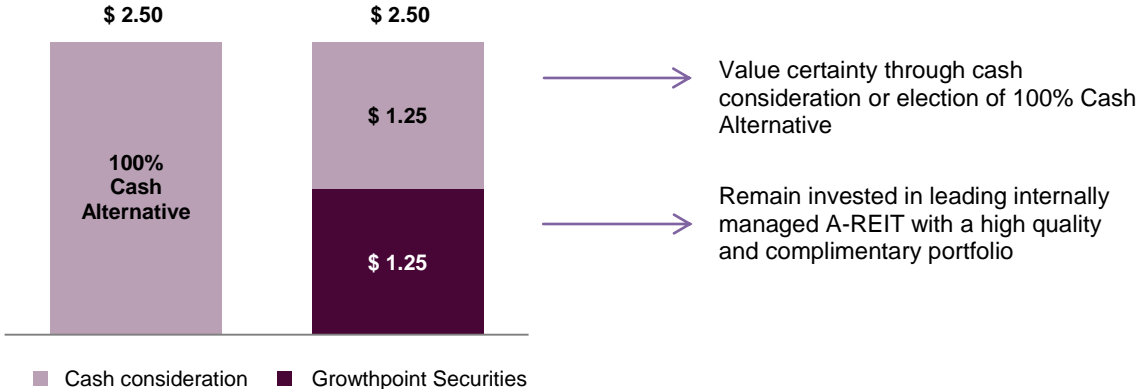 $ 2.50
$ 2.50
100%
Cash
Alternative
$ 1.25
$ 1.25
Value certainty through cash
consideration or election of 100% Cash
Alternative
Remain invested in leading internally
managed A-REIT with a high quality
and complimentary portfolio
Cash consideration
Growthpoint Securities